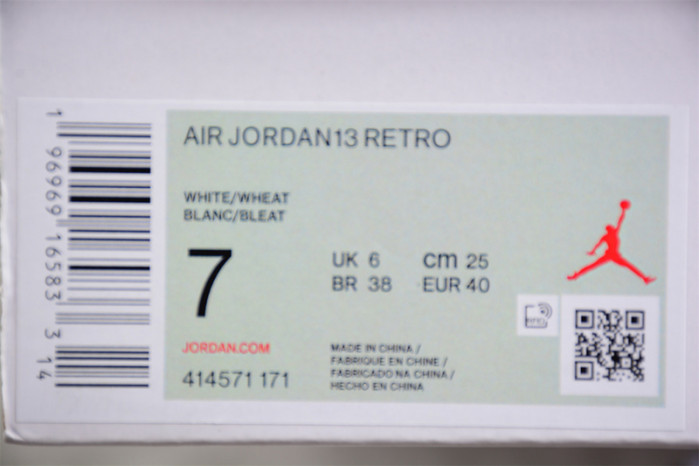 AIR JORDAN13 RETRO
WHITE/WHEAT
BLANC/BLEAT
7
UK 6 cm 25
BR 38 EUR 40
JORDAN.COM
414571 171
MADE IN CHINA /
FABRIQUE EN CHINE /
FABRICADO NA CHINA /
HECHO EN CHINA
1 96969 16583 3 14